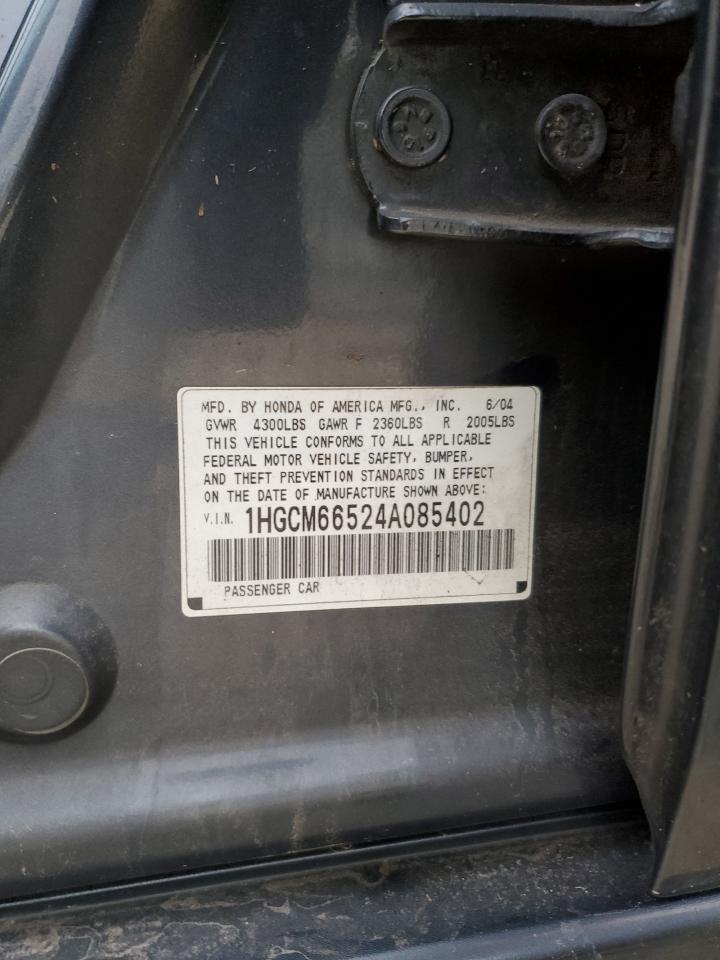 MFD. BY HONDA OF AMERICA MFG., INC. 6/04
GVWR 4300LBS GAWR F 2360LBS R 2005LBS
THIS VEHICLE CONFORMS TO ALL APPLICABLE
FEDERAL MOTOR VEHICLE SAFETY, BUMPER,
AND THEFT PREVENTION STANDARDS IN EFFECT
ON THE DATE OF MANUFACTURE SHOWN ABOVE:
V.I.N. 1HGCM66524A085402
PASSENGER CAR